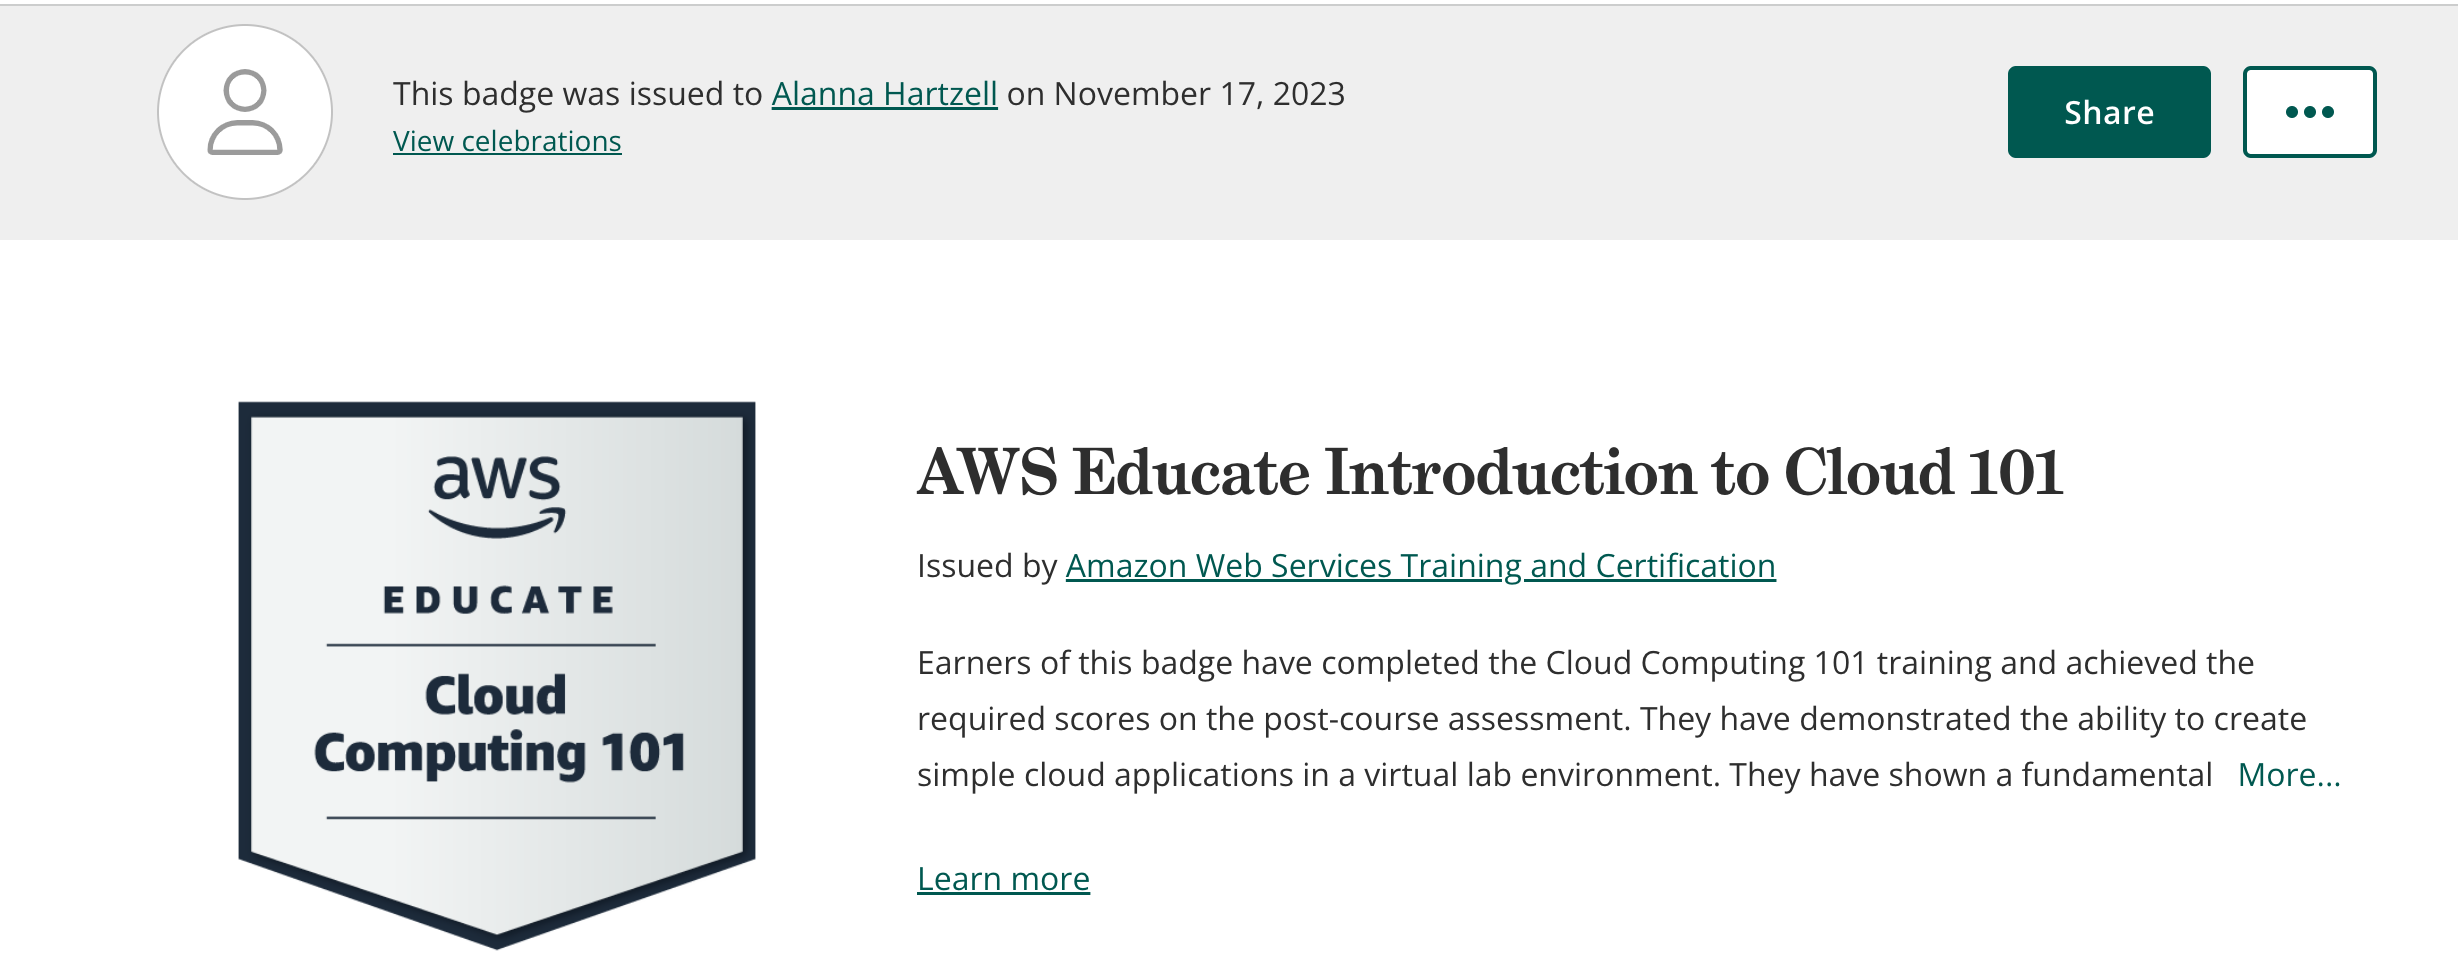 This badge was issued to Alanna Hartzell on November 17, 2023
View celebrations
Share
aws
EDUCATE
Cloud
Computing 101
AWS Educate Introduction to Cloud 101
Issued by Amazon Web Services Training and Certification
Earners of this badge have completed the Cloud Computing 101 training and achieved the
required scores on the post-course assessment. They have demonstrated the ability to create
simple cloud applications in a virtual lab environment. They have shown a fundamental More...
Learn more